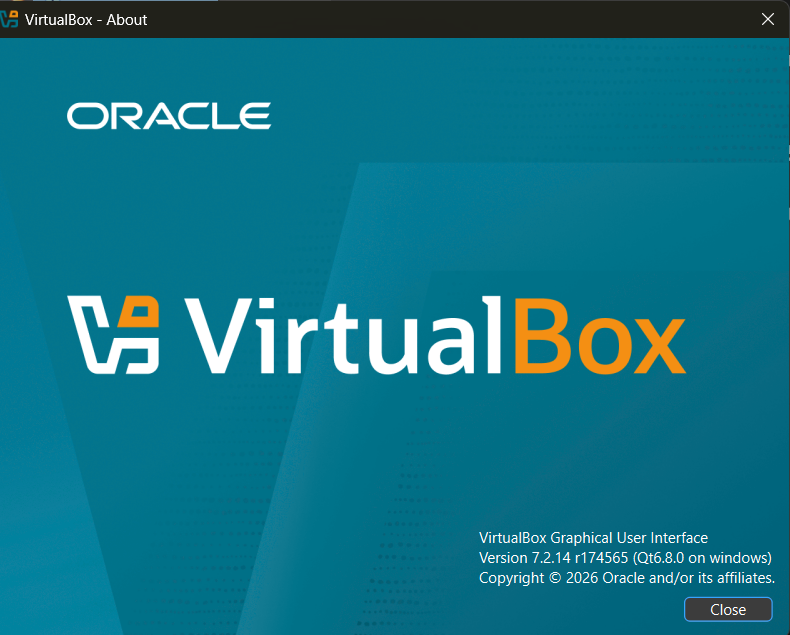 VirtualBox - About
ORACLE
VirtualBox
VirtualBox Graphical User Interface
Version 7.2.14 r174565 (Qt6.8.0 on windows)
Copyright © 2026 Oracle and/or its affiliates.
Close